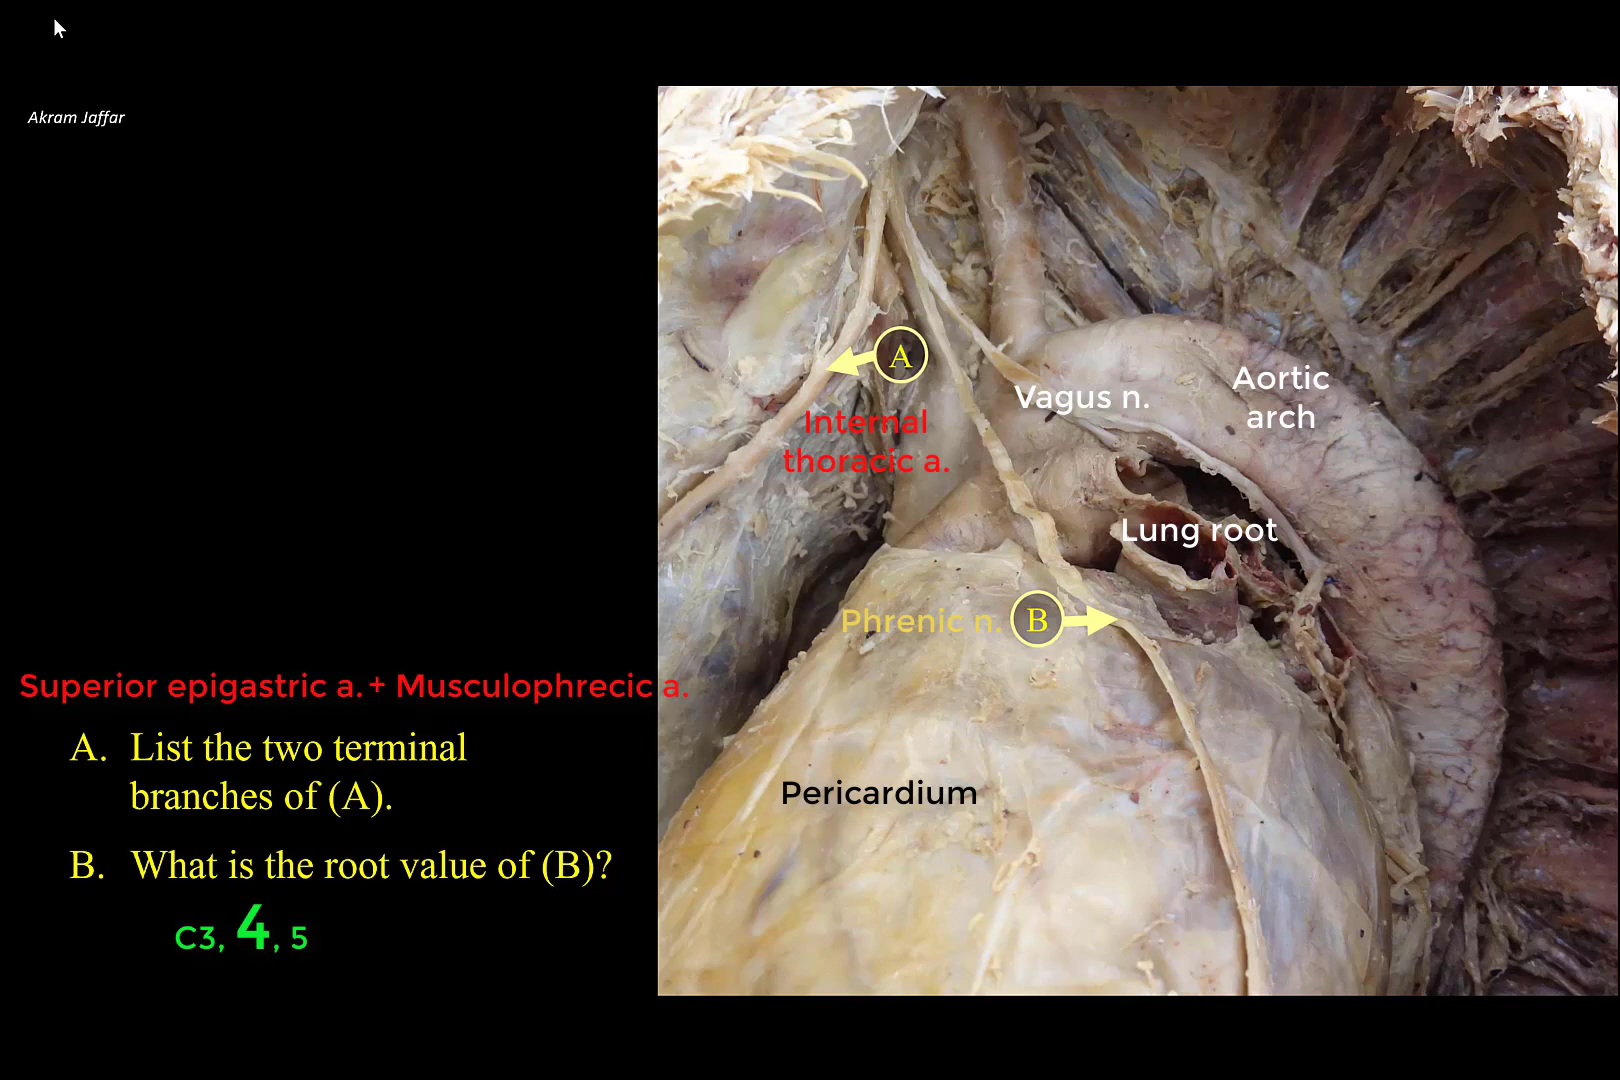 Akram Jaffar
A
Aortic
arch
Vagus n.
Internal
thoracic a.
Lung root
Phrenic n.
B
Superior epigastric a. + Musculophrecic a.
A. List the two terminal
branches of (A).
Pericardium
B. What is the root value of (B)?
C3, 4, 5